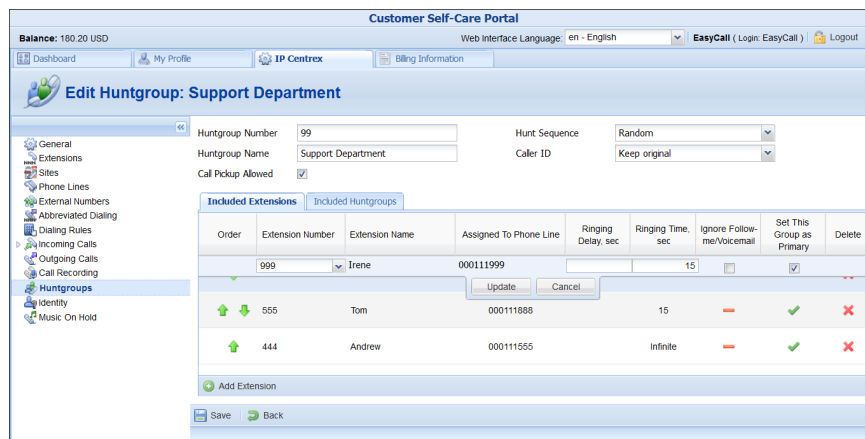 Customer Self-Care Portal
Balance: 180.20 USD Web Interface Language: en - English EasyCall ( Login: EasyCall ) Logout
Dashboard My Profile IP Centrex Billing Information
Edit Huntgroup: Support Department
General
Extensions
Sites
Phone Lines
External Numbers
Abbreviated Dialing
Dialing Rules
Incoming Calls
Outgoing Calls
Call Recording
Huntgroups
Identity
Music On Hold
Huntgroup Number 99 Hunt Sequence Random
Huntgroup Name Support Department Caller ID Keep original
Call Pickup Allowed
Included Extensions Included Huntgroups
Order Extension Number Extension Name Assigned To Phone Line Ringing Delay, sec Ringing Time, sec Ignore Follow-me/Voicemail Set This Group as Primary Delete
999 Irene 000111999 15
Update Cancel
555 Tom 000111888 15
444 Andrew 000111555 Infinite
Add Extension
Save Back